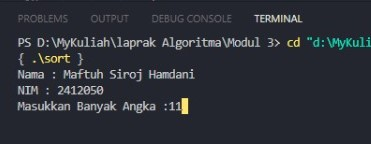 PROBLEMS OUTPUT DEBUG CONSOLE TERMINAL
PS D:\MyKuliah\laprak Algoritma\Modul 3> cd "d:\MyKuli
{ .\sort }
Nama : Maftuh Siroj Hamdani
NIM : 2412050
Masukkan Banyak Angka :11